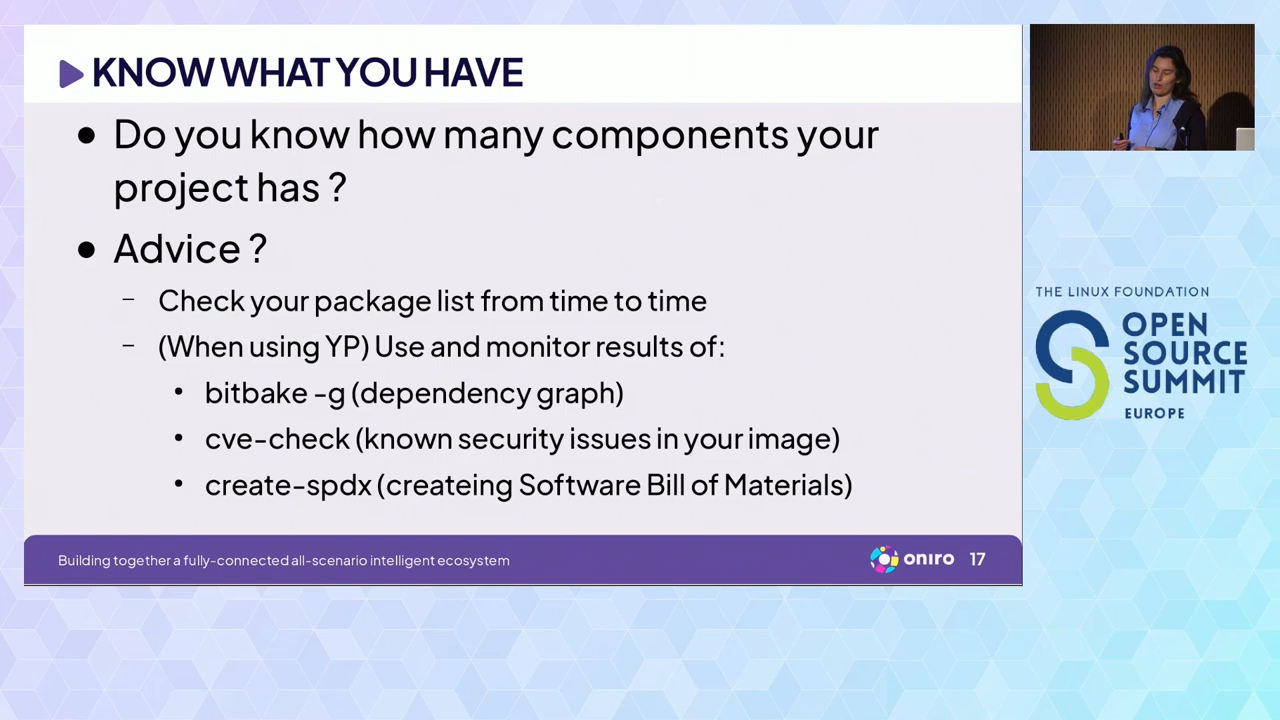 KNOW WHAT YOU HAVE
● Do you know how many components your
project has ?
● Advice ?
– Check your package list from time to time
– (When using YP) Use and monitor results of:
• bitbake -g (dependency graph)
• cve-check (known security issues in your image)
• create-spdx (createing Software Bill of Materials)
Building together a fully-connected all-scenario intelligent ecosystem
oniro 17
THE LINUX FOUNDATION
OPEN
SOURCE
SUMMIT
EUROPE